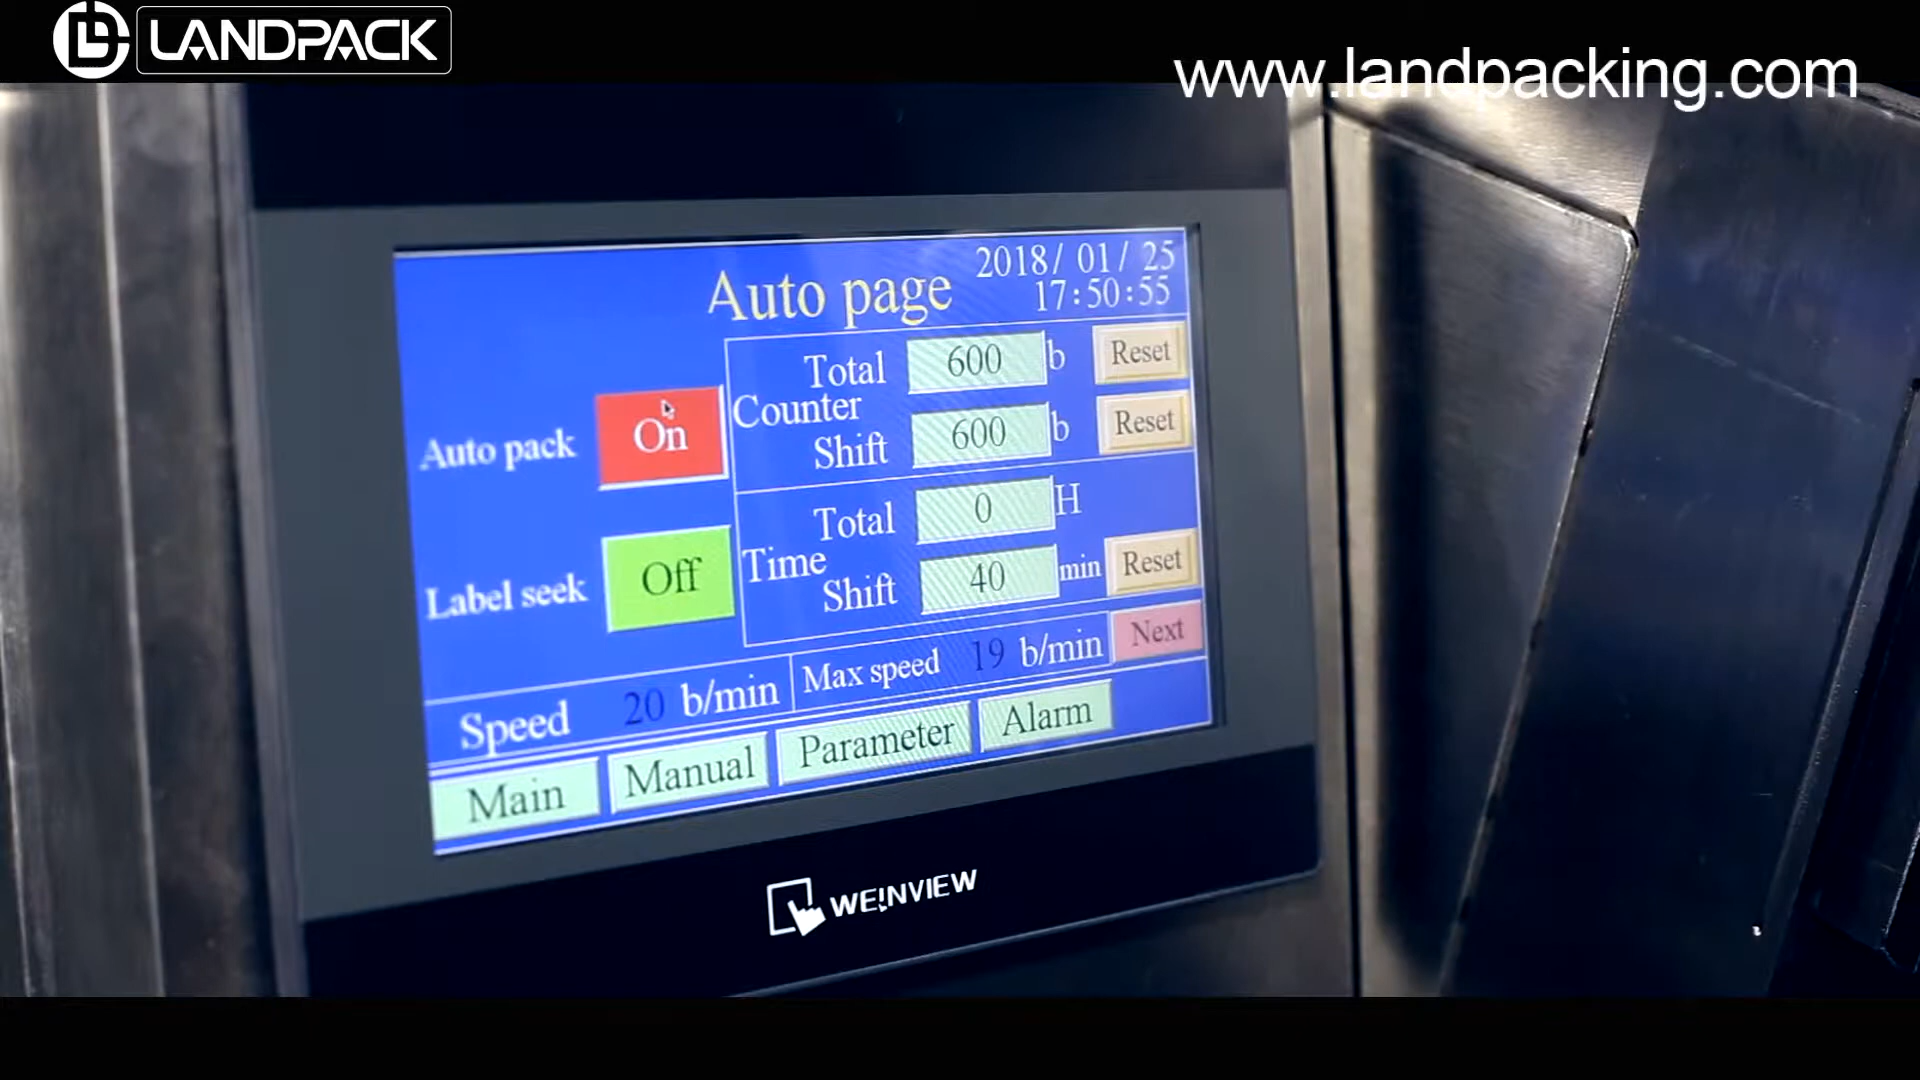 LANDPACK
www.landpacking.com
Auto page
2018/ 01/ 25
17:50:55
Total 600 b Reset
Counter
Shift 600 b Reset
Auto pack On
Total 0 H
Time
Shift 40 min Reset
Label seek Off
Speed 20 b/min
Max speed 19 b/min
Next
Main Manual Parameter Alarm
WE!NVIEW